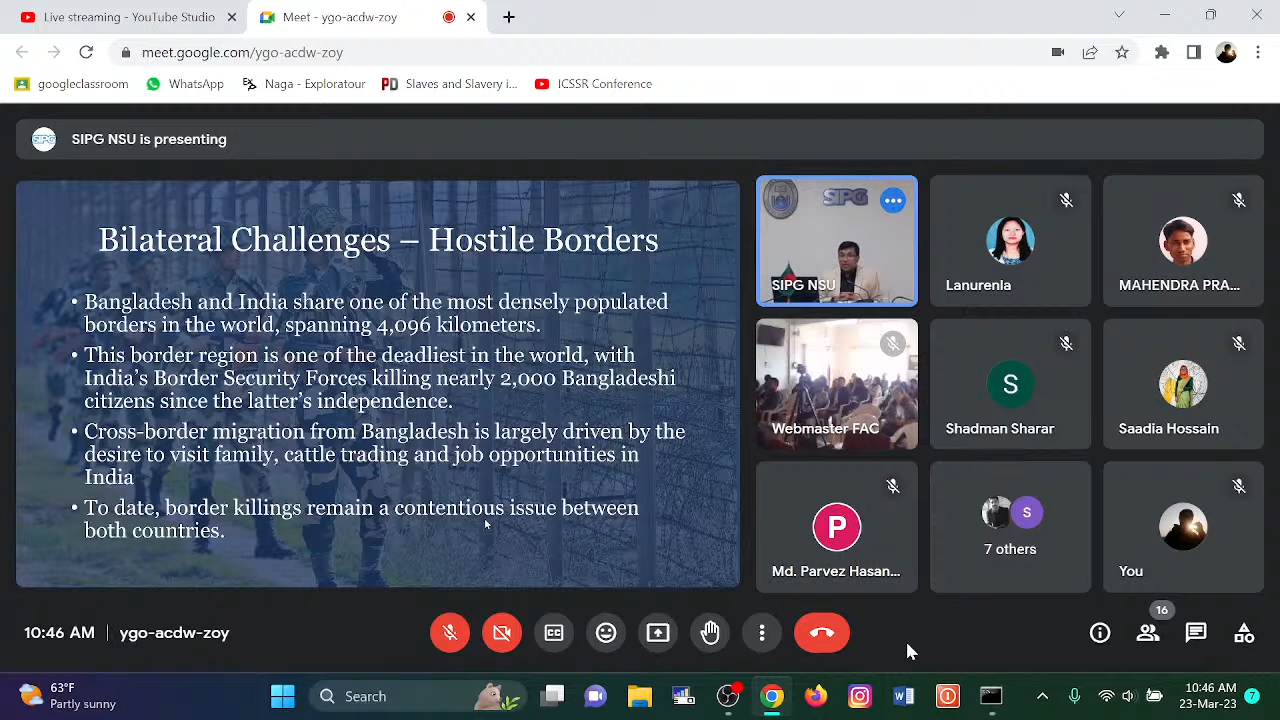 Live streaming - YouTube Studio
Meet - ygo-acdw-zoy
meet.google.com/ygo-acdw-zoy
googleclassroom
WhatsApp
Naga - Exploratour
PD Slaves and Slavery i...
ICSSR Conference
SIPG NSU is presenting
Bilateral Challenges – Hostile Borders
• Bangladesh and India share one of the most densely populated
borders in the world, spanning 4,096 kilometers.
• This border region is one of the deadliest in the world, with
India's Border Security Forces killing nearly 2,000 Bangladeshi
citizens since the latter's independence.
• Cross-border migration from Bangladesh is largely driven by the
desire to visit family, cattle trading and job opportunities in
India
• To date, border killings remain a contentious issue between
both countries.
SIPG
SIPG NSU
Lanurenla
MAHENDRA PRA...
Webmaster FAC
S
Shadman Sharar
Saadia Hossain
P
Md. Parvez Hasan...
S
7 others
You
10:46 AM | ygo-acdw-zoy
CC
16
63°F
Partly sunny
Search
10:46 AM
23-Mar-23
7